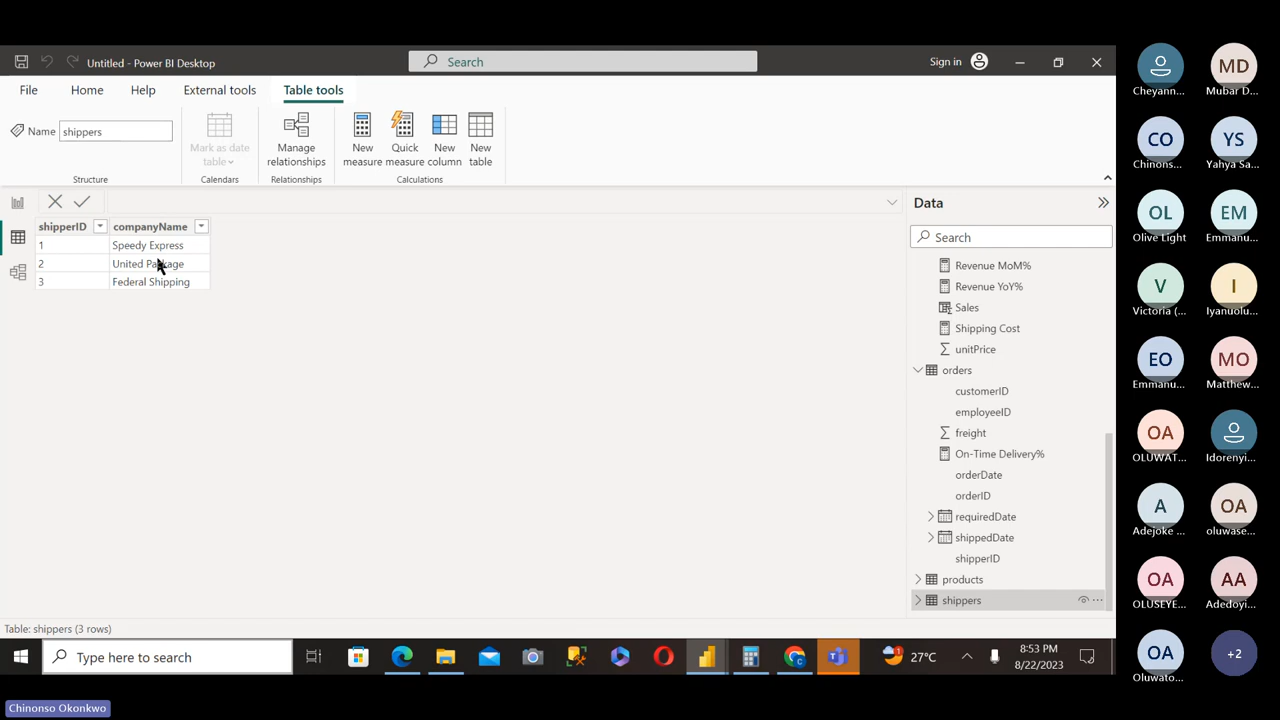 Untitled - Power BI Desktop
Search
Sign in
File
Home
Help
External tools
Table tools
Name
shippers
Mark as date
table
Manage
relationships
New
measure
Quick
measure
New
column
New
table
Structure
Calendars
Relationships
Calculations
shipperID
companyName
1
Speedy Express
2
United Package
3
Federal Shipping
Data
Search
Revenue MoM%
Revenue YoY%
Sales
Shipping Cost
unitPrice
orders
customerID
employeeID
freight
On-Time Delivery%
orderDate
orderID
requiredDate
shippedDate
shipperID
products
shippers
Table: shippers (3 rows)
Type here to search
1
27°C
8:53 PM
8/22/2023
Cheyann...
MD
Mubar D...
CO
Chinons...
YS
Yahya Sa...
OL
Olive Light
EM
Emmanu...
V
Victoria (...
I
Iyanuolu...
EO
Emmanu...
MO
Matthew...
OA
OLUWAT...
Idorenyi...
A
Adejoke ...
OA
oluwase...
OA
OLUSEYE...
AA
Adedoyi...
OA
Oluwato...
+2
Chinonso Okonkwo